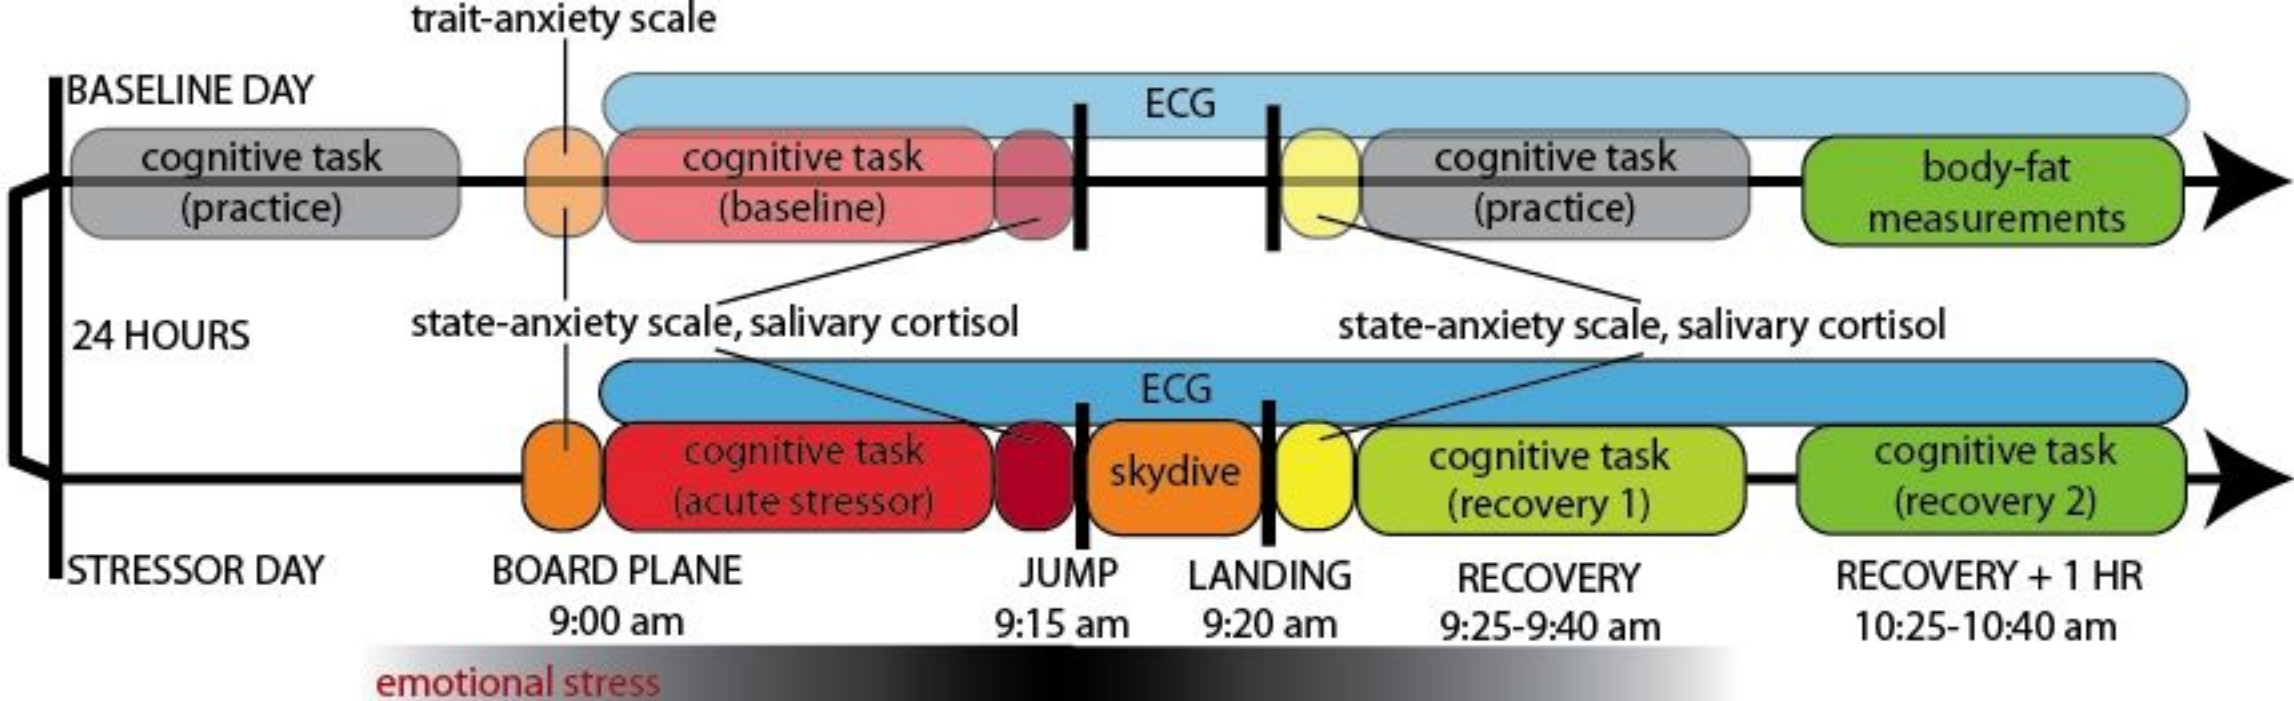 trait-anxiety scale
BASELINE DAY
ECG
cognitive task
(practice)
cognitive task
(baseline)
cognitive task
(practice)
body-fat
measurements
24 HOURS
state-anxiety scale, salivary cortisol
state-anxiety scale, salivary cortisol
ECG
cognitive task
(acute stressor)
skydive
cognitive task
(recovery 1)
cognitive task
(recovery 2)
STRESSOR DAY
BOARD PLANE
9:00 am
JUMP
9:15 am
LANDING
9:20 am
RECOVERY
9:25-9:40 am
RECOVERY + 1 HR
10:25-10:40 am
emotional stress